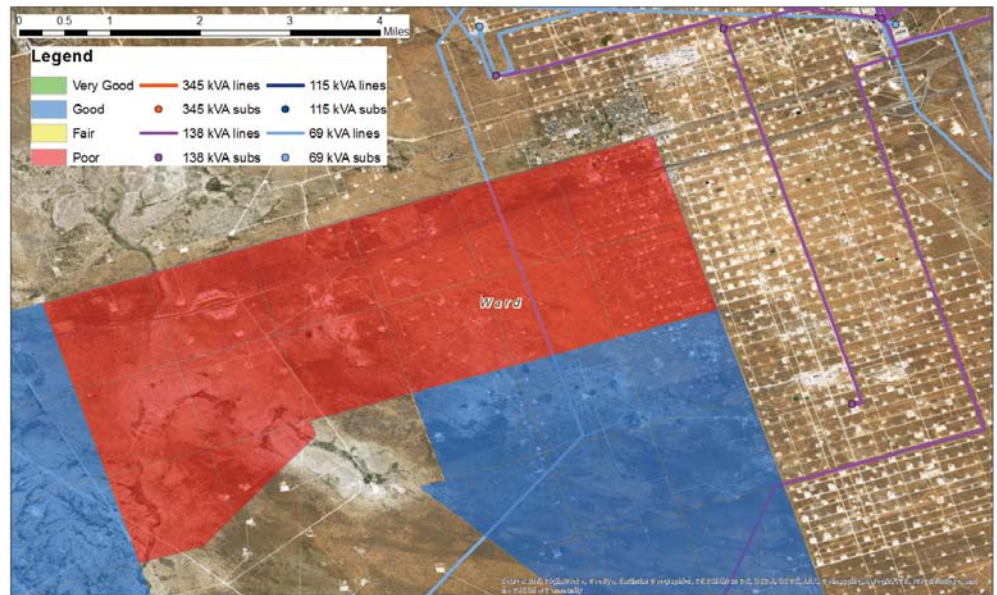 0 0.5 1 2 3 4
Miles
Legend
Very Good 345 kVA lines 115 kVA lines
Good 345 kVA subs 115 kVA subs
Fair 138 kVA lines 69 kVA lines
Poor 138 kVA subs 69 kVA subs
Ward